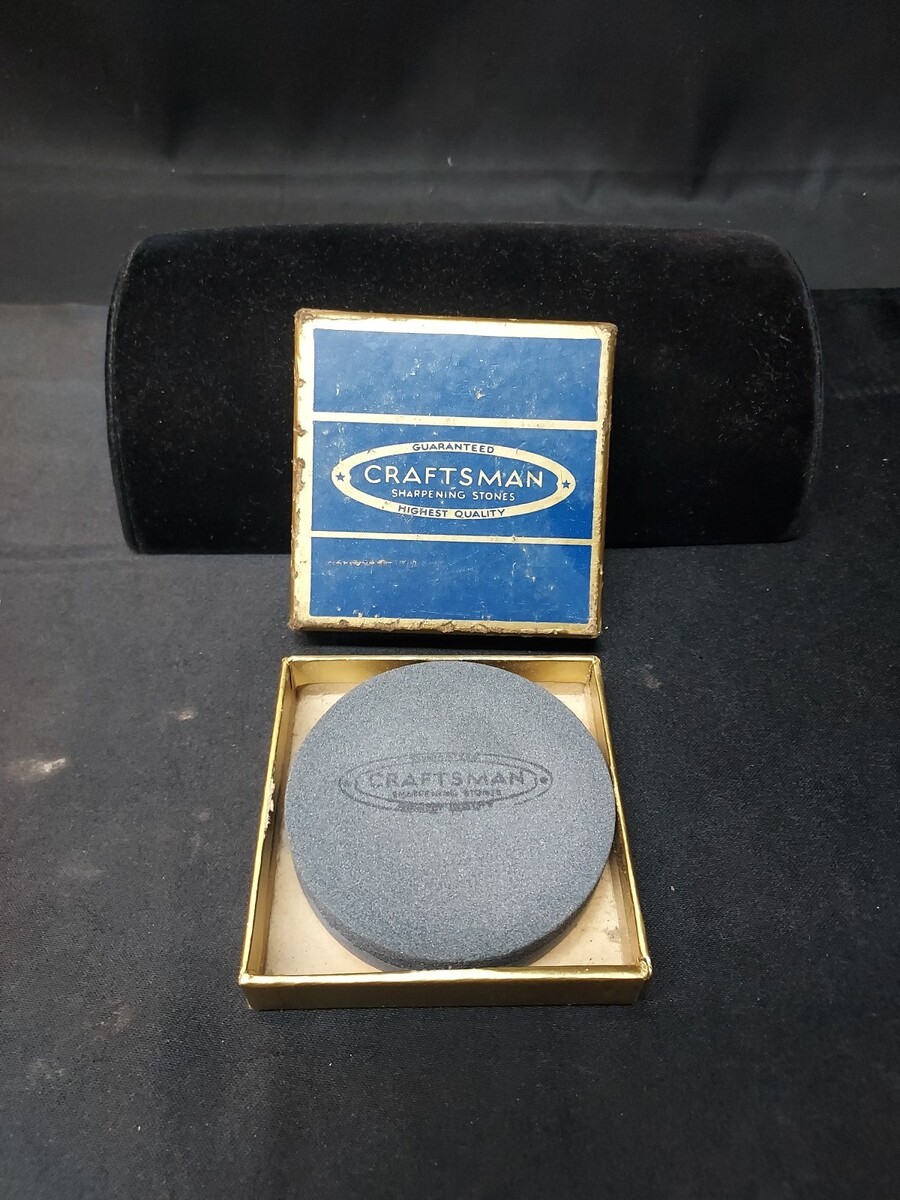 GUARANTEED
CRAFTSMAN
SHARPENING STONES
HIGHEST QUALITY
CRAFTSMAN
SHARPENING STONES